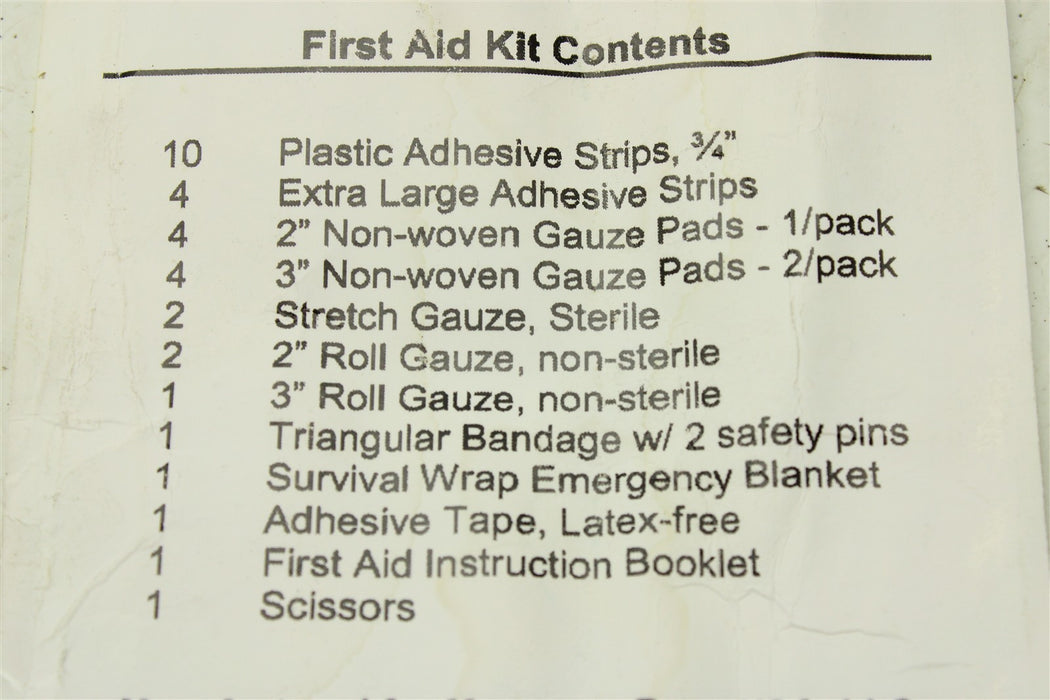 First Aid Kit Contents
10 Plastic Adhesive Strips, ¾”
4 Extra Large Adhesive Strips
4 2” Non-woven Gauze Pads - 1/pack
4 3” Non-woven Gauze Pads - 2/pack
2 Stretch Gauze, Sterile
2 2” Roll Gauze, non-sterile
1 3” Roll Gauze, non-sterile
1 Triangular Bandage w/ 2 safety pins
1 Survival Wrap Emergency Blanket
1 Adhesive Tape, Latex-free
1 First Aid Instruction Booklet
1 Scissors